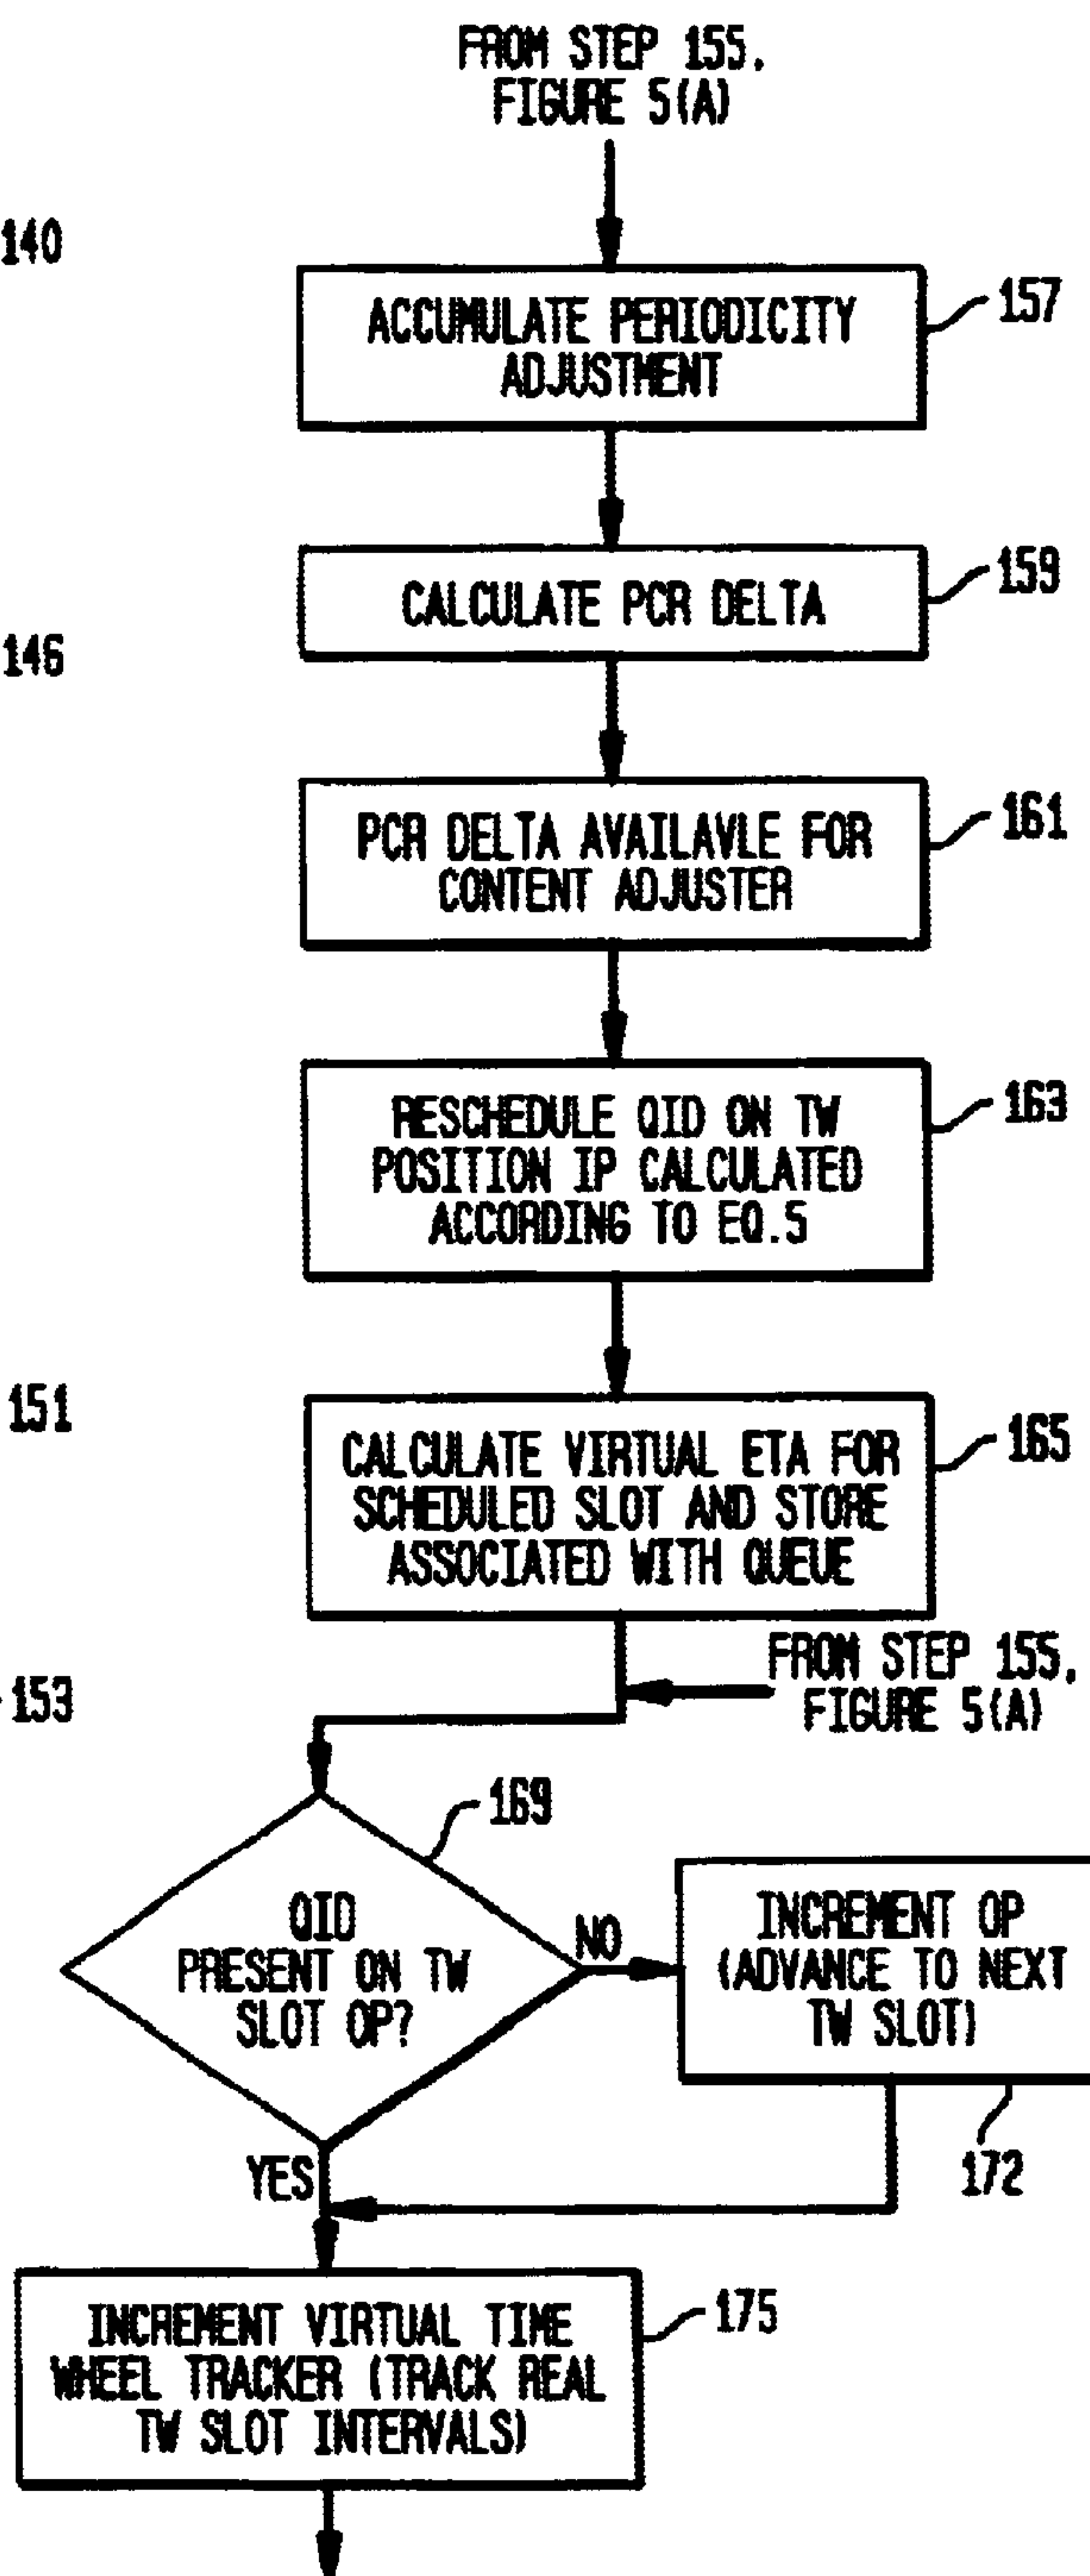 FROM STEP 155,
FIGURE 5(A)
140
ACCUMULATE PERIODICITY
ADJUSTMENT
157
CALCULATE PCR DELTA
159
146
PCR DELTA AVAILAVLE FOR
CONTENT ADJUSTER
161
RESCHEDULE QID ON TW
POSITION IP CALCULATED
ACCORDING TO EQ.5
163
151
CALCULATE VIRTUAL ETA FOR
SCHEDULED SLOT AND STORE
ASSOCIATED WITH QUEUE
165
FROM STEP 155,
FIGURE 5(A)
153
169
QID
PRESENT ON TW
SLOT OP?
NO
INCREMENT OP
(ADVANCE TO NEXT
TW SLOT)
172
YES
INCREMENT VIRTUAL TIME
WHEEL TRACKER (TRACK REAL
TW SLOT INTERVALS)
175